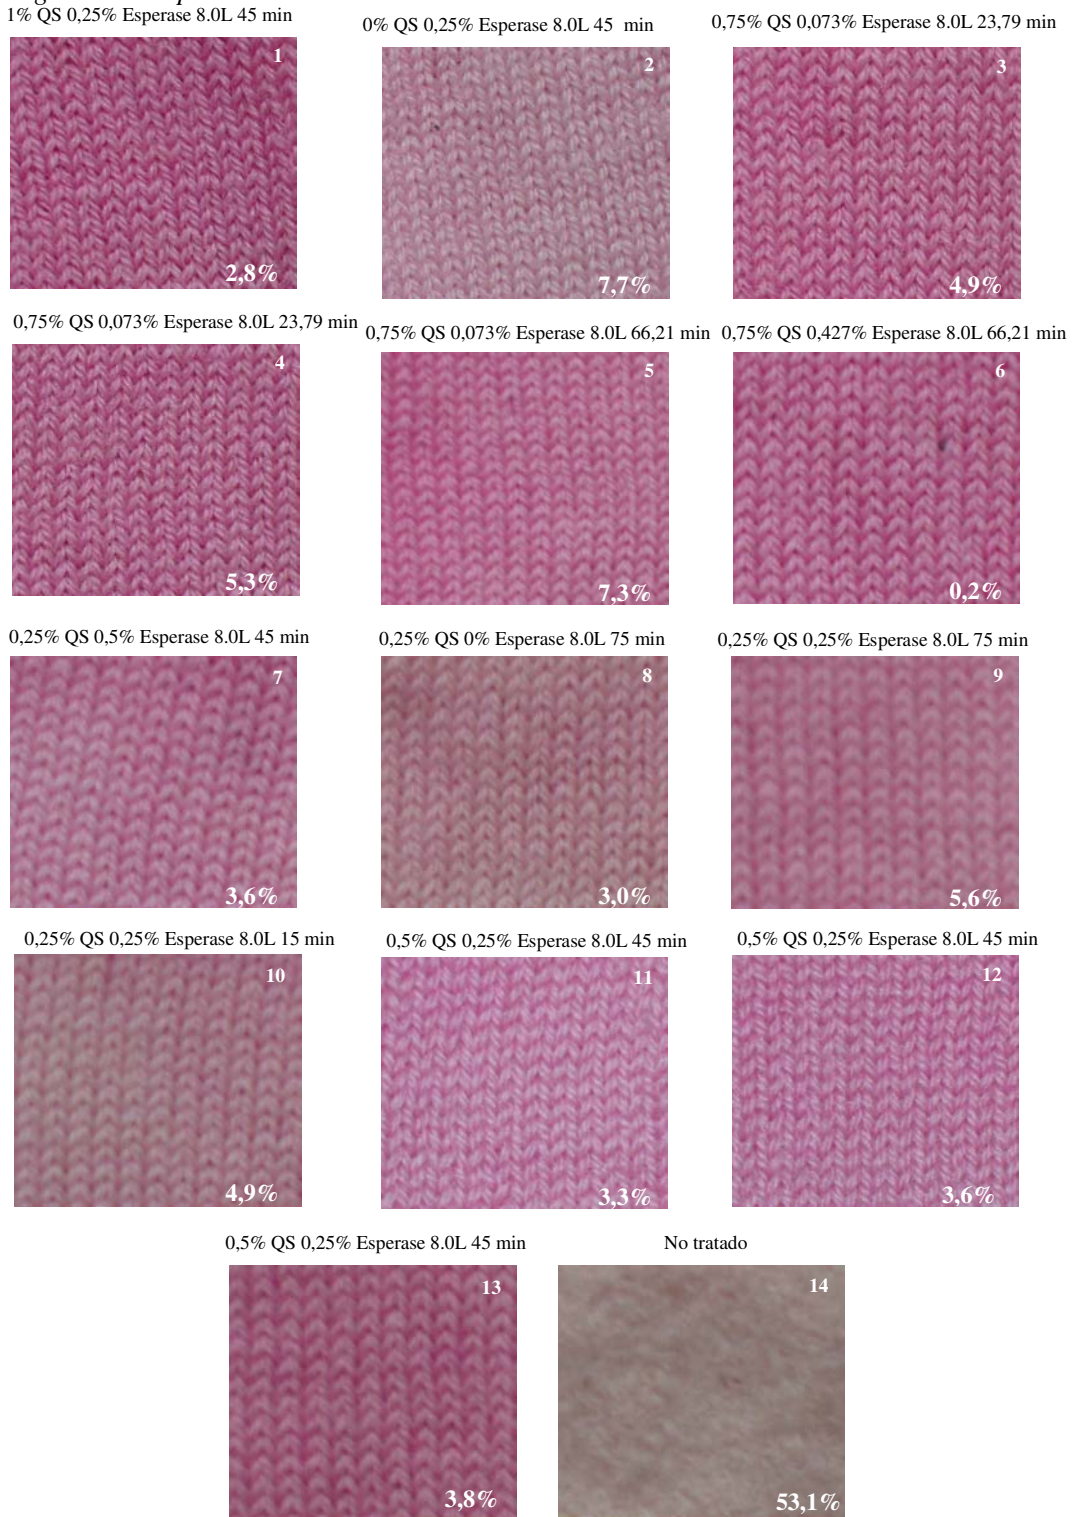 1% QS 0,25% Esperase 8.0L 45 min
0% QS 0,25% Esperase 8.0L 45 min
0,75% QS 0,073% Esperase 8.0L 23,79 min
1
2,8%
2
7,7%
3
4,9%
0,75% QS 0,073% Esperase 8.0L 23,79 min
0,75% QS 0,073% Esperase 8.0L 66,21 min
0,75% QS 0,427% Esperase 8.0L 66,21 min
4
5,3%
5
7,3%
6
0,2%
0,25% QS 0,5% Esperase 8.0L 45 min
0,25% QS 0% Esperase 8.0L 75 min
0,25% QS 0,25% Esperase 8.0L 75 min
7
3,6%
8
3,0%
9
5,6%
0,25% QS 0,25% Esperase 8.0L 15 min
0,5% QS 0,25% Esperase 8.0L 45 min
0,5% QS 0,25% Esperase 8.0L 45 min
10
4,9%
11
3,3%
12
3,6%
0,5% QS 0,25% Esperase 8.0L 45 min
No tratado
13
3,8%
14
53,1%